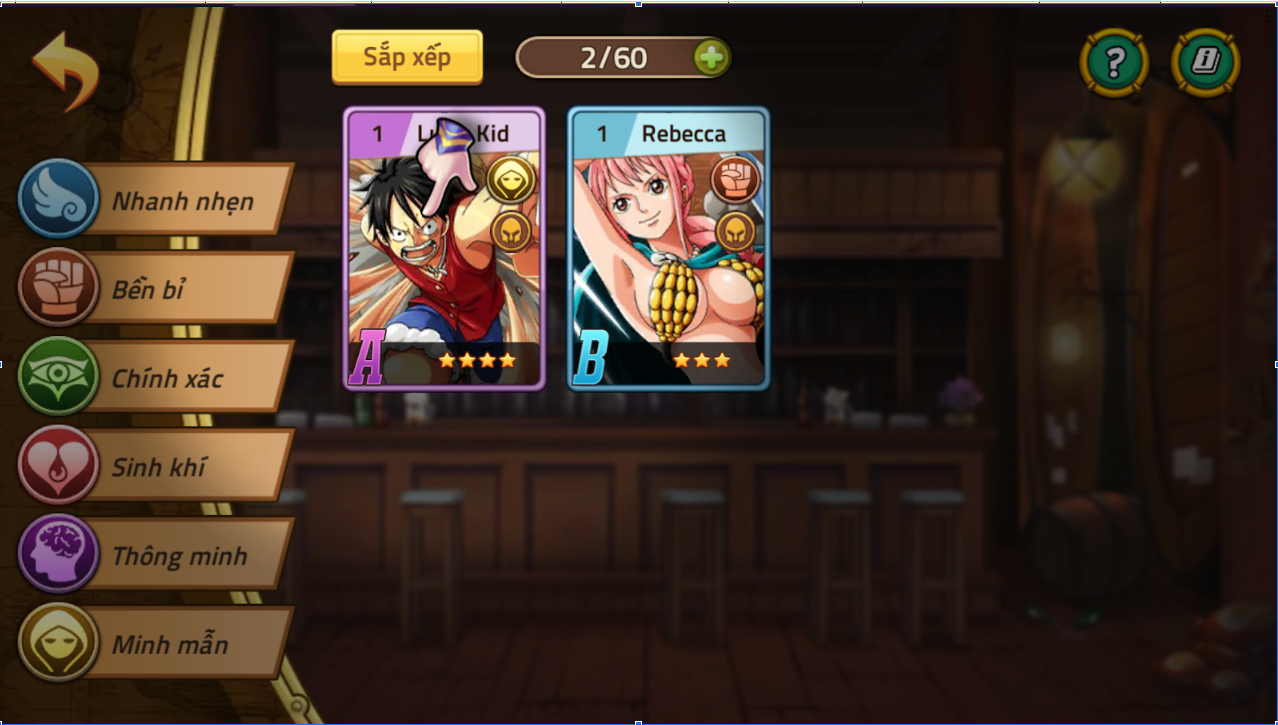 Sắp xếp
2/60
?
1 Kid
1 Rebecca
A
B
Nhanh nhẹn
Bền bỉ
Chính xác
Sinh khí
Thông minh
Minh mẫn